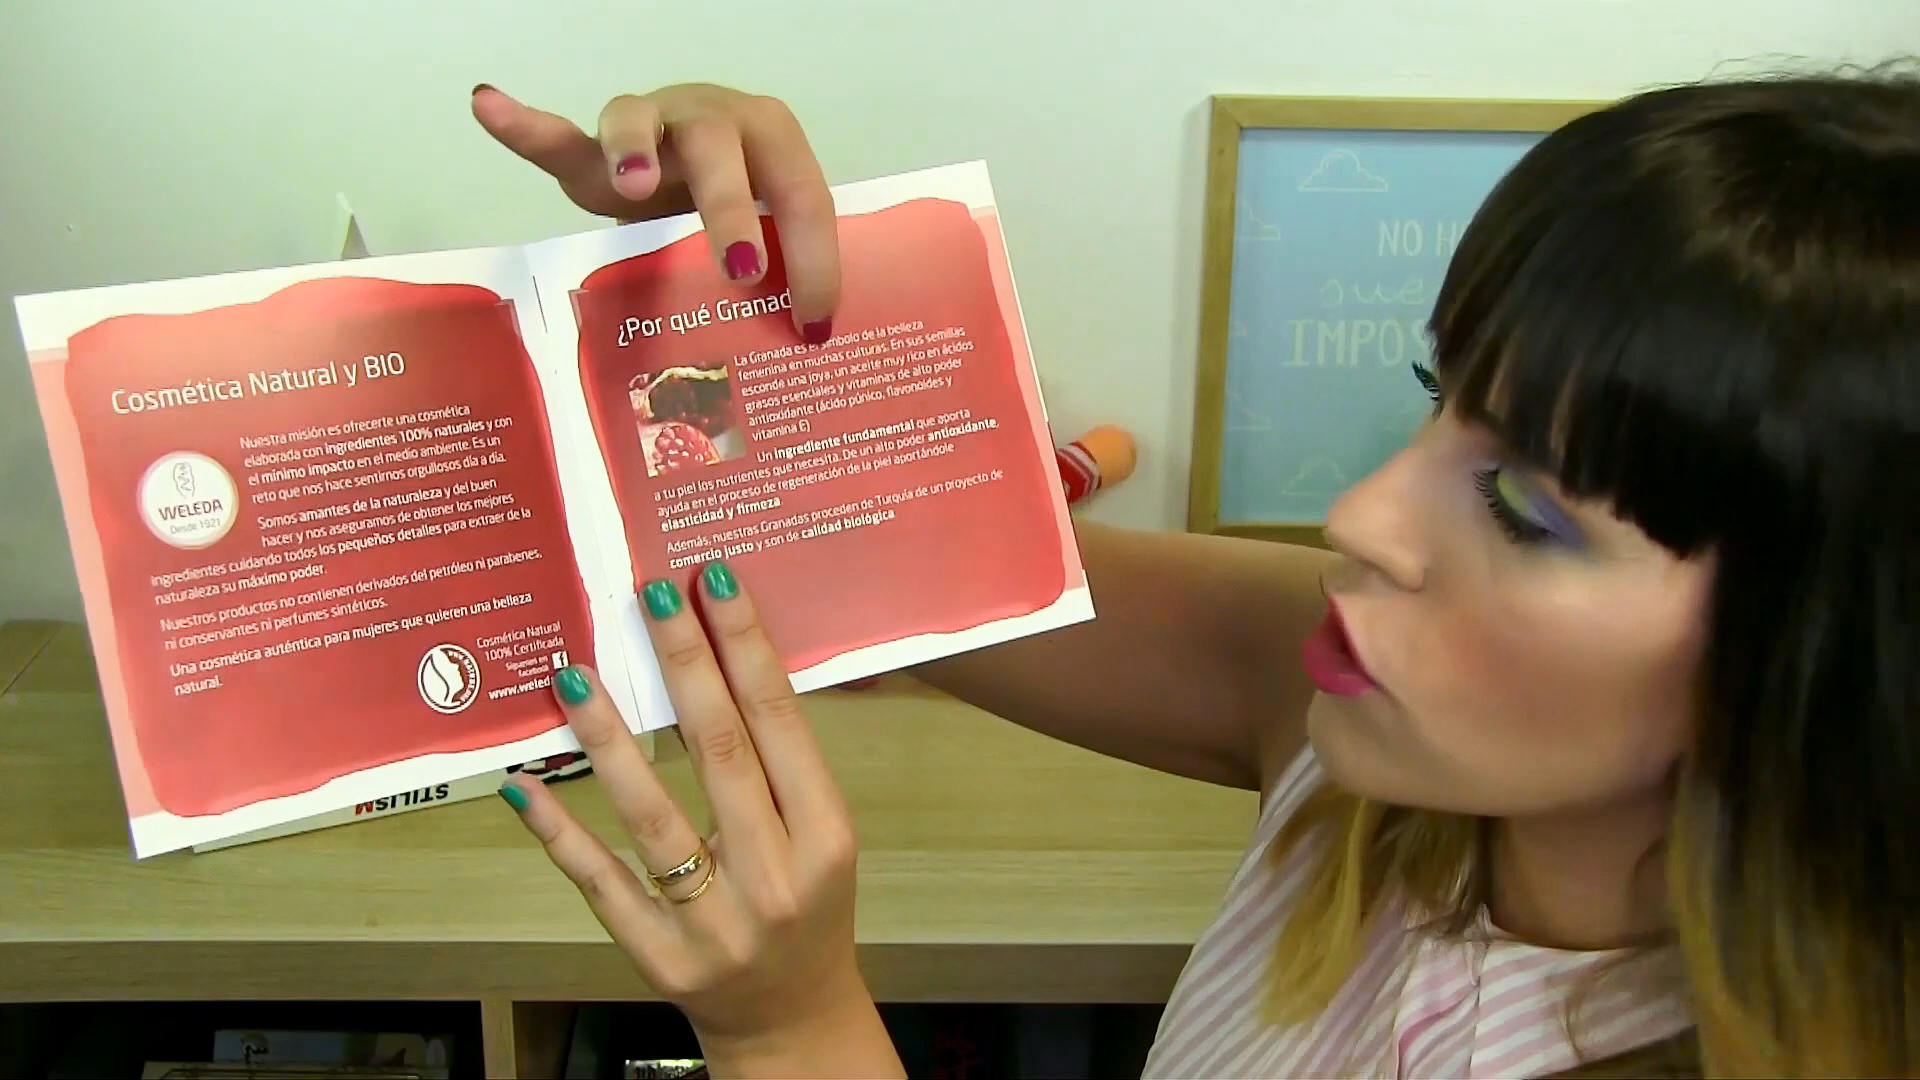 Cosmética Natural y BIO
Nuestra misión es ofrecerte una cosmética
elaborada con ingredientes 100% naturales y con
el mínimo impacto en el medio ambiente. Es un
reto que nos hace sentirnos orgullosos día a día.
WELEDA
Desde 1921
Somos amantes de la naturaleza y del buen
hacer y nos aseguramos de obtener los mejores
ingredientes cuidando todos los pequeños detalles para extraer de la
naturaleza su máximo poder.
Nuestros productos no contienen derivados del petróleo ni parabenes,
ni conservantes ni perfumes sintéticos.
Una cosmética auténtica para mujeres que quieren una belleza
natural.
Cosmética Natural
100% Certificada
Síguenos en
facebook
www.weled
¿Por qué Granad
La Granada es el símbolo de la belleza
femenina en muchas culturas. En sus semillas
esconde una joya, un aceite muy rico en ácidos
grasos esenciales y vitaminas de alto poder
antioxidante (ácido púnico, flavonoides y
vitamina E)
Un ingrediente fundamental que aporta
a tu piel los nutrientes que necesita. De un alto poder antioxidante,
ayuda en el proceso de regeneración de la piel aportándole
elasticidad y firmeza
Además, nuestras Granadas proceden de Turquía de un proyecto de
comercio justo y son de calidad biológica
NO H
que
IMPOS
STILISM